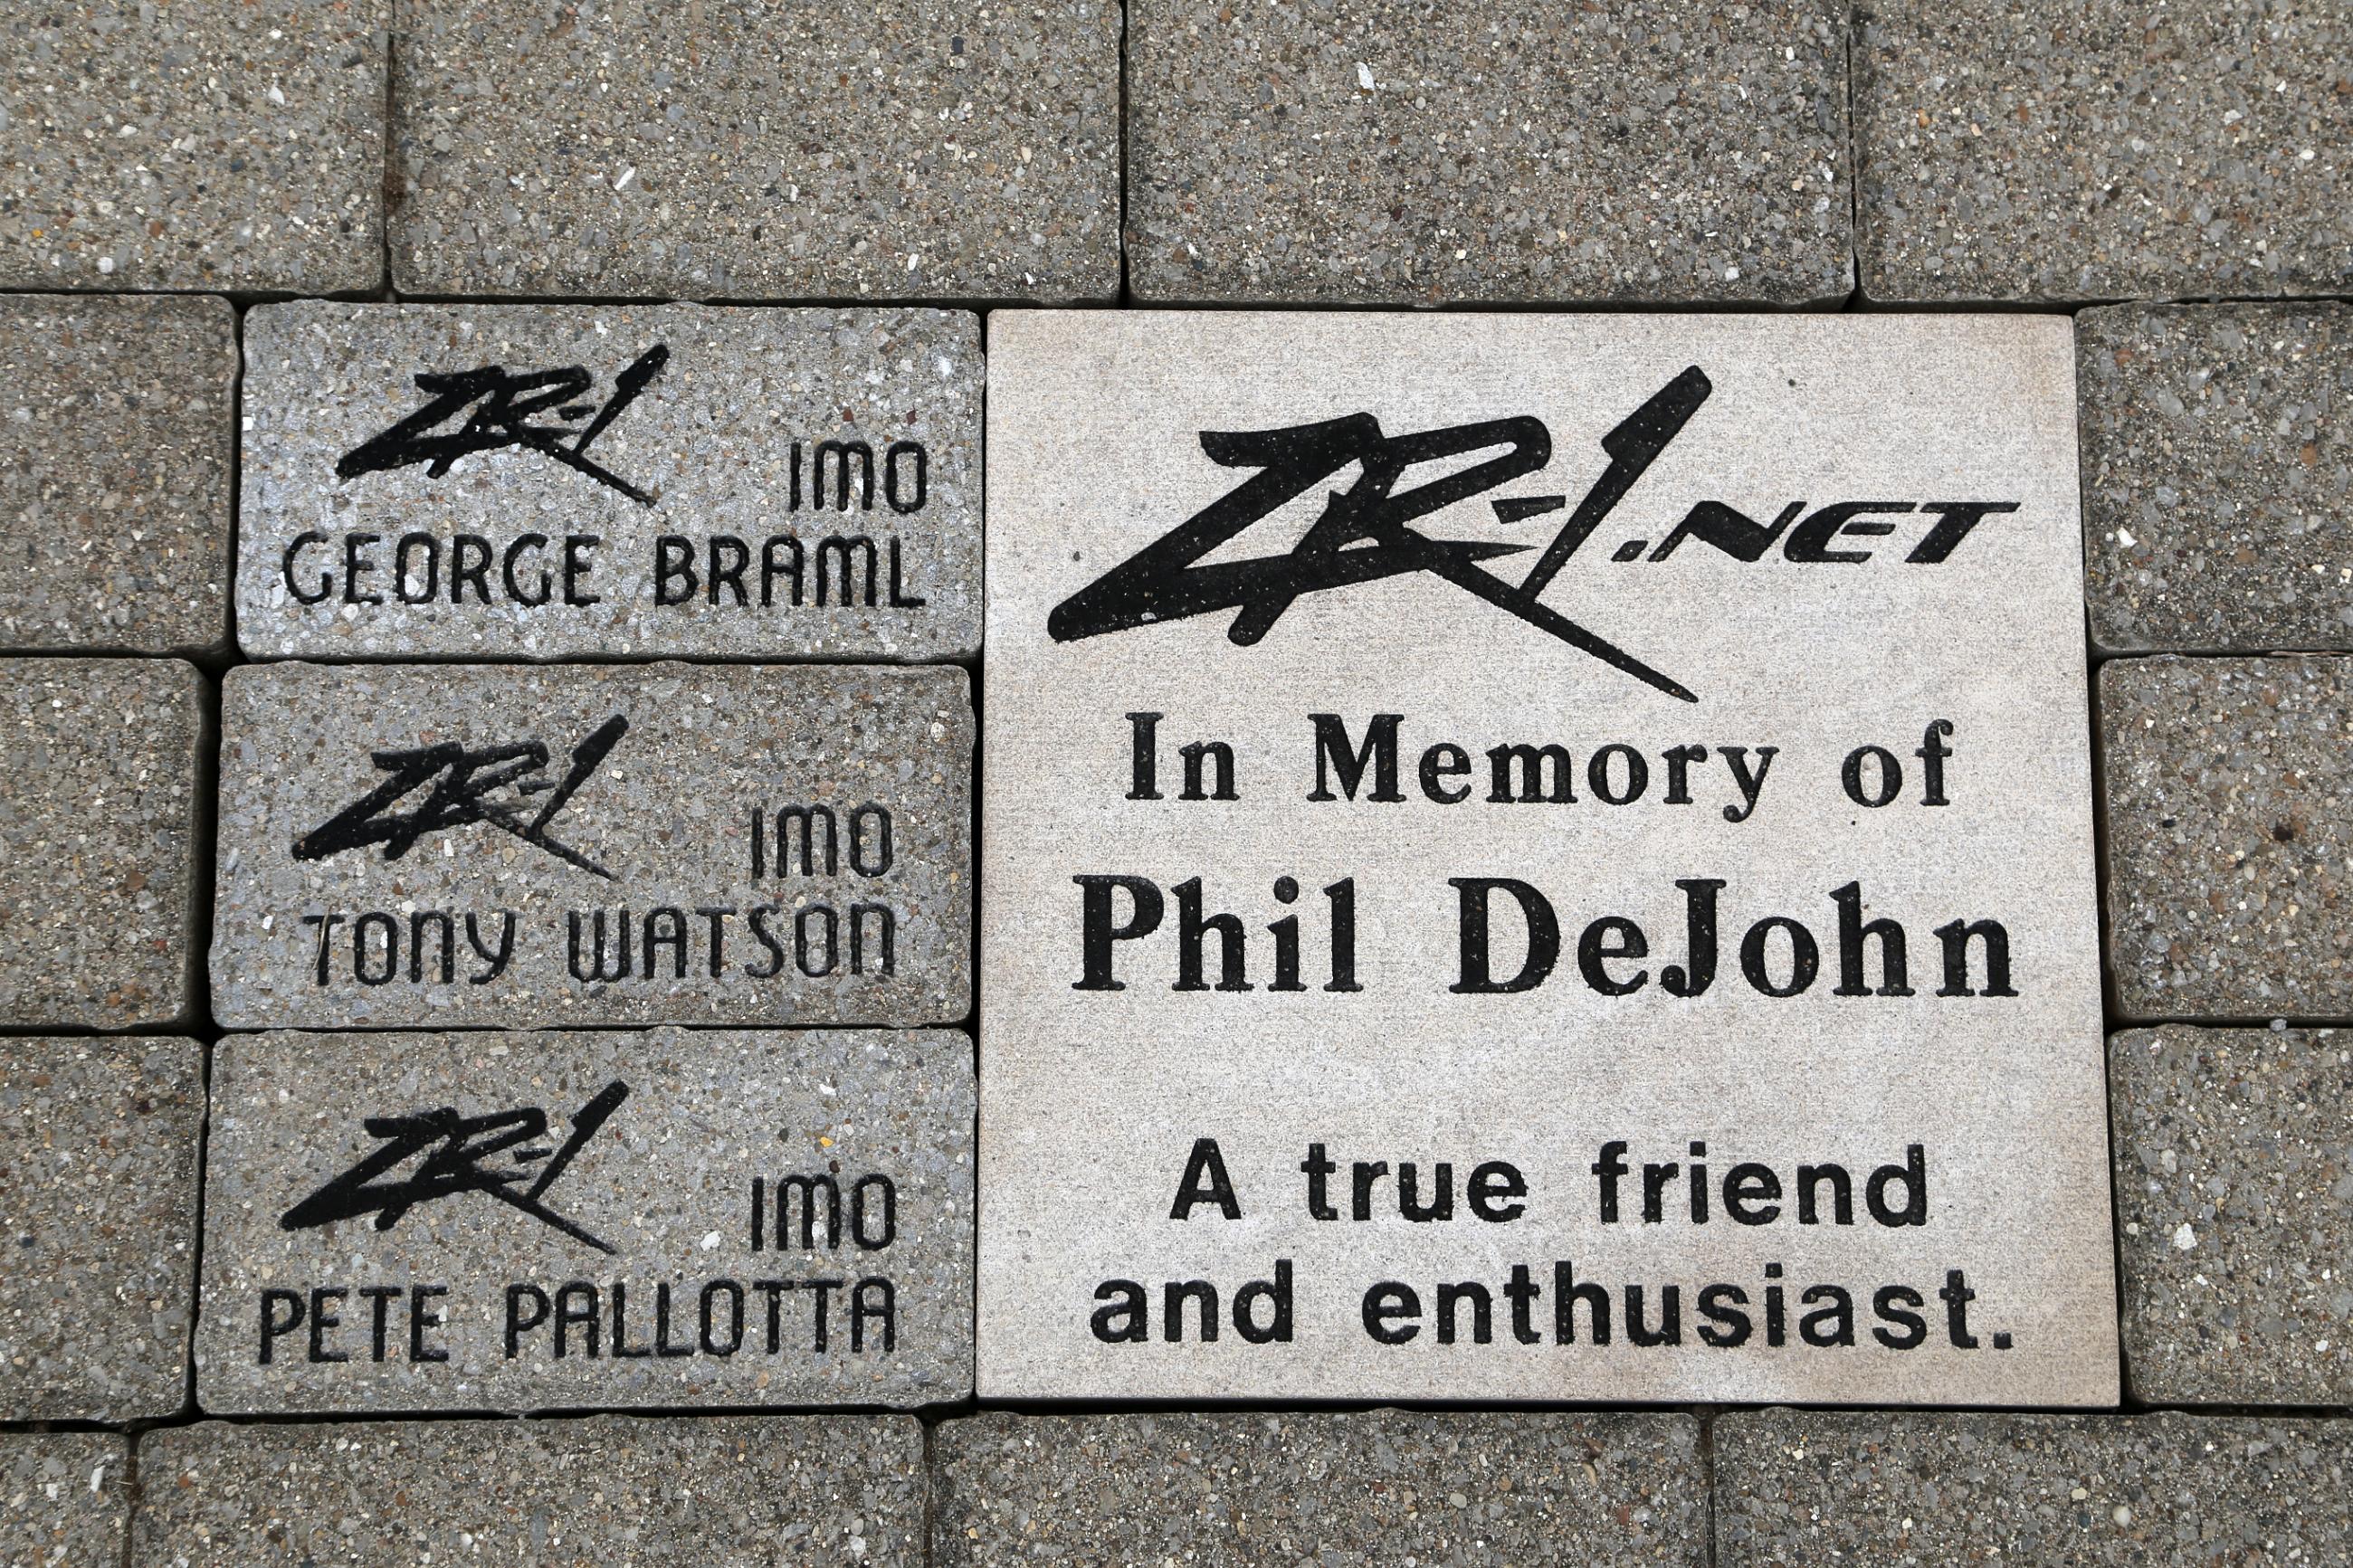 ZR-1
IMO
GEORGE BRAML
ZR-1
IMO
TONY WATSON
ZR-1
IMO
PETE PALLOTTA
ZR-1.NET
In Memory of
Phil DeJohn
A true friend
and enthusiast.